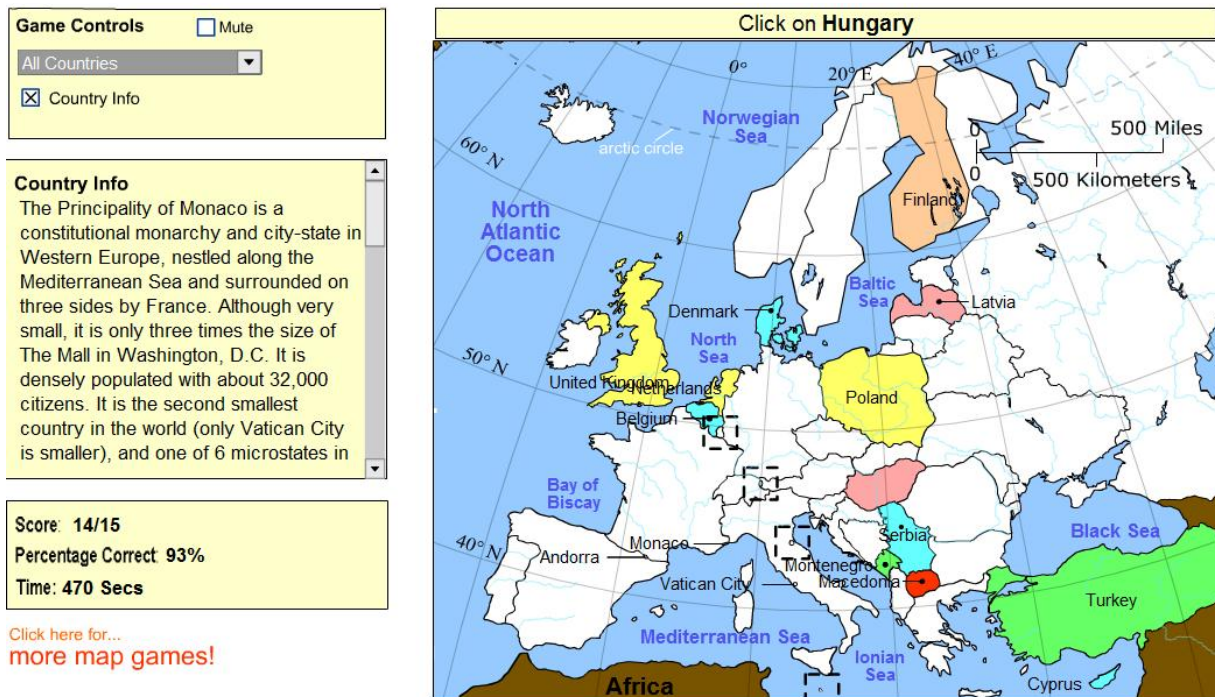 Game Controls
Mute
All Countries
Country Info
Country Info
The Principality of Monaco is a
constitutional monarchy and city-state in
Western Europe, nestled along the
Mediterranean Sea and surrounded on
three sides by France. Although very
small, it is only three times the size of
The Mall in Washington, D.C. It is
densely populated with about 32,000
citizens. It is the second smallest
country in the world (only Vatican City
is smaller), and one of 6 microstates in
Score: 14/15
Percentage Correct: 93%
Time: 470 Secs
Click here for...
more map games!
Click on Hungary
0°
20° E
40° E
Norwegian
Sea
arctic circle
60° N
0
500 Miles
0
500 Kilometers
Finland
North
Atlantic
Ocean
Baltic
Sea
Latvia
Denmark
North
Sea
50° N
United Kingdom
Netherlands
Belgium
Poland
Bay of
Biscay
Black Sea
Serbia
40° N
Monaco
Andorra
Montenegro
Vatican City
Macedonia
Turkey
Mediterranean Sea
Ionian
Sea
Africa
Cyprus